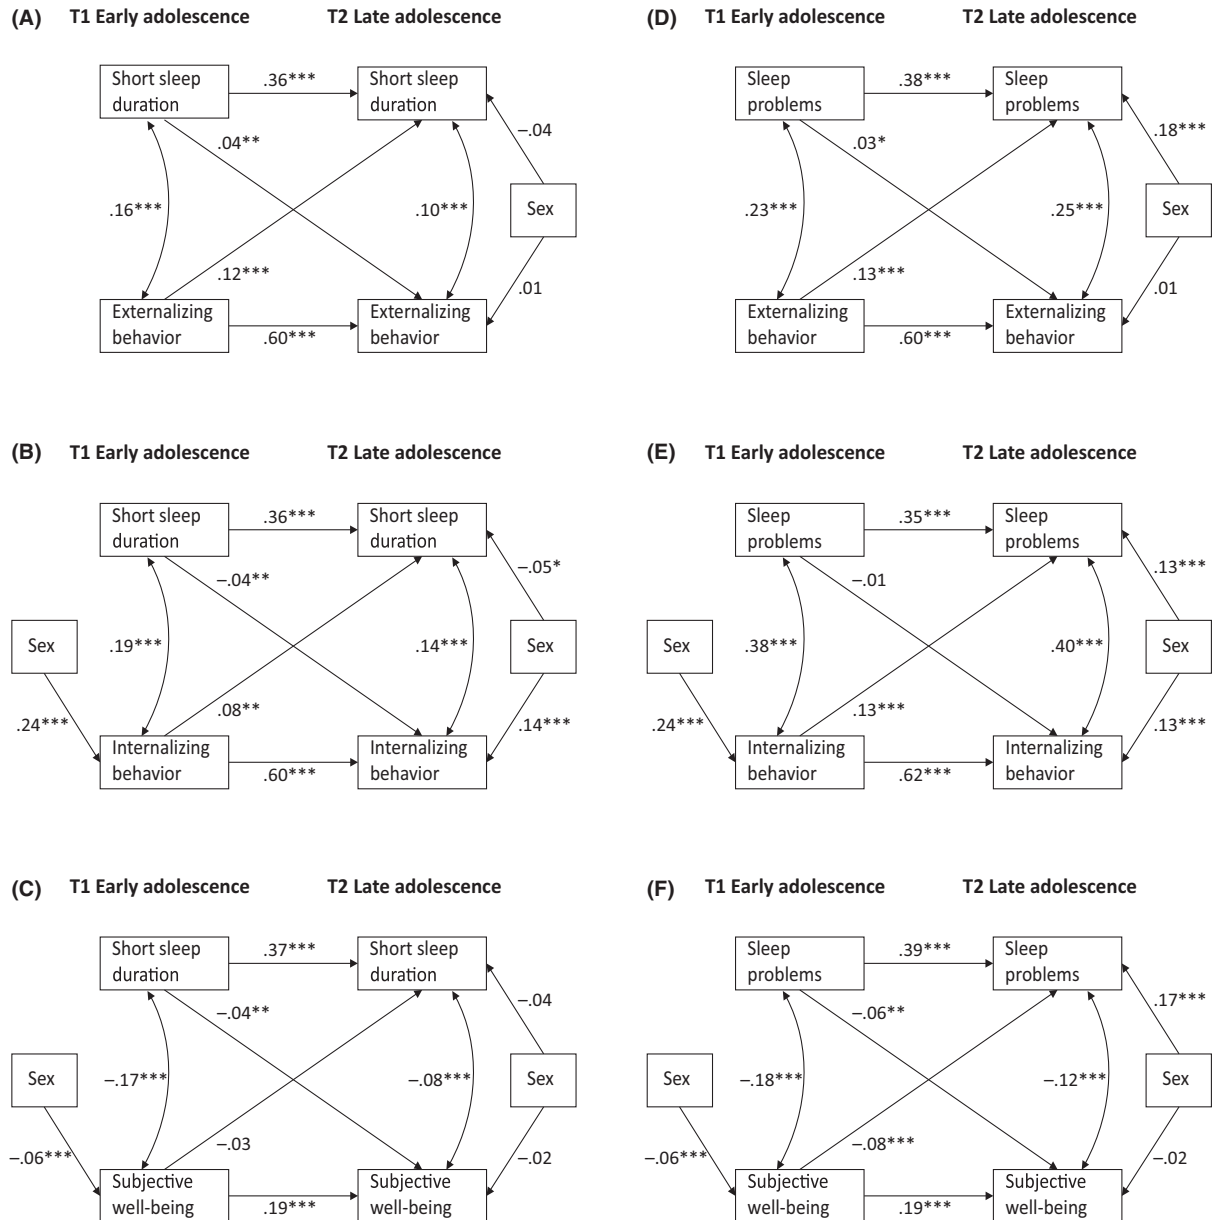 (A) T1 Early adolescence T2 Late adolescence
Short sleep
duration
.36***
Short sleep
duration
–.04
.04**
.16***
.10***
Sex
.12***
.01
Externalizing
behavior
.60***
Externalizing
behavior
(D) T1 Early adolescence T2 Late adolescence
Sleep
problems
.38***
Sleep
problems
.18***
.03*
.23***
.25***
Sex
.13***
.01
Externalizing
behavior
.60***
Externalizing
behavior
(B) T1 Early adolescence T2 Late adolescence
Short sleep
duration
.36***
Short sleep
duration
–.05*
–.04**
Sex
.19***
.14***
Sex
.24***
.08**
.14***
Internalizing
behavior
.60***
Internalizing
behavior
(E) T1 Early adolescence T2 Late adolescence
Sleep
problems
.35***
Sleep
problems
.13***
–.01
Sex
.38***
.40***
Sex
.24***
.13***
.13***
Internalizing
behavior
.62***
Internalizing
behavior
(C) T1 Early adolescence T2 Late adolescence
Short sleep
duration
.37***
Short sleep
duration
–.04
–.04**
Sex
–.17***
–.08***
Sex
–.06***
–.03
–.02
Subjective
well-being
.19***
Subjective
well-being
(F) T1 Early adolescence T2 Late adolescence
Sleep
problems
.39***
Sleep
problems
.17***
–.06**
Sex
–.18***
–.12***
Sex
–.06***
–.08***
–.02
Subjective
well-being
.19***
Subjective
well-being